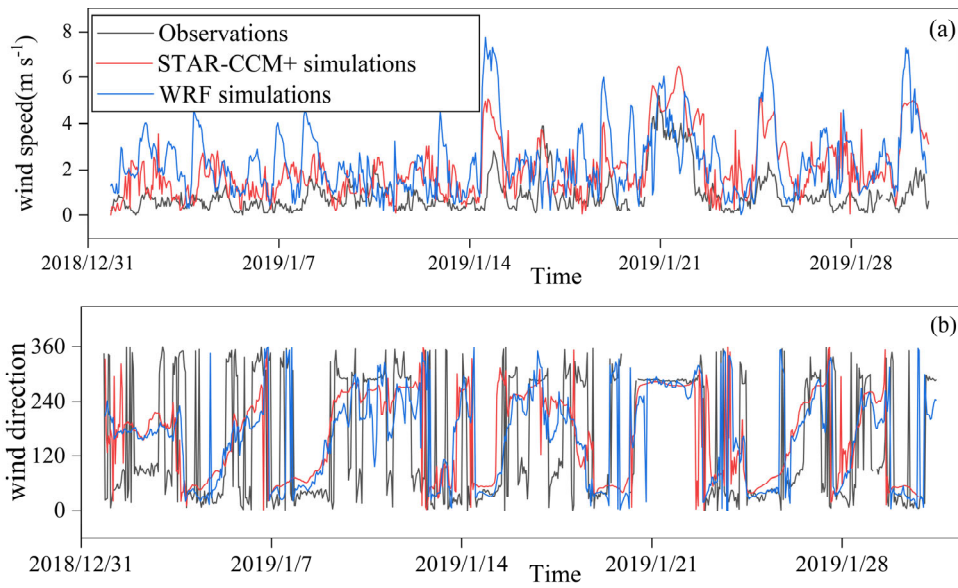 (a)
Observations
STAR-CCM+ simulations
WRF simulations
wind speed(m s⁻¹)
8
6
4
2
0
2018/12/31
2019/1/7
2019/1/14
2019/1/21
2019/1/28
Time
(b)
wind direction
360
240
120
0
2018/12/31
2019/1/7
2019/1/14
2019/1/21
2019/1/28
Time